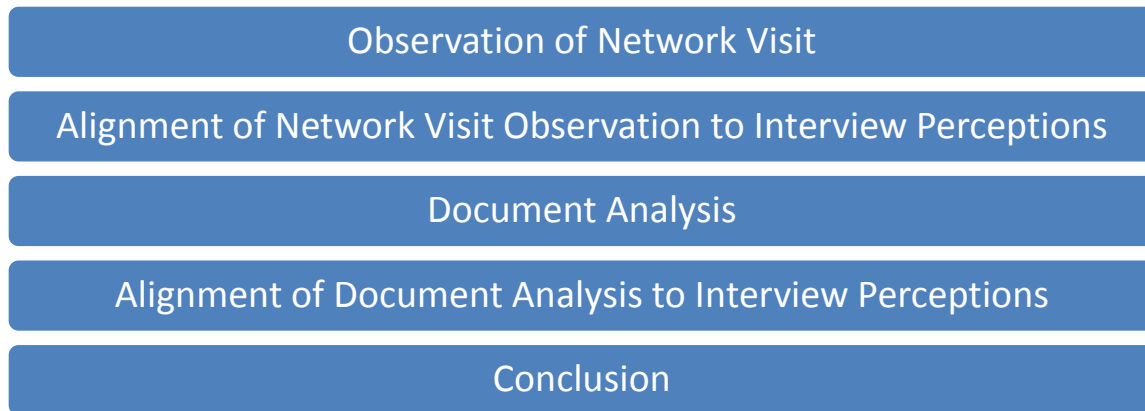 Observation of Network Visit
Alignment of Network Visit Observation to Interview Perceptions
Document Analysis
Alignment of Document Analysis to Interview Perceptions
Conclusion